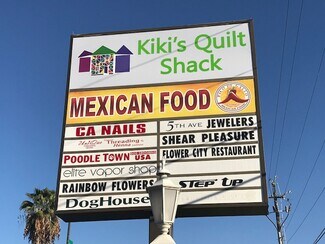 Kiki's Quilt
Shack
MEXICAN FOOD
CA NAILS
5TH AVE JEWELERS
Threading
SHEAR PLEASURE
POODLE TOWN USA
FLOWER CITY RESTAURANT
elite vapor shop
RAINBOW FLOWERS
STEP UP
DogHouse